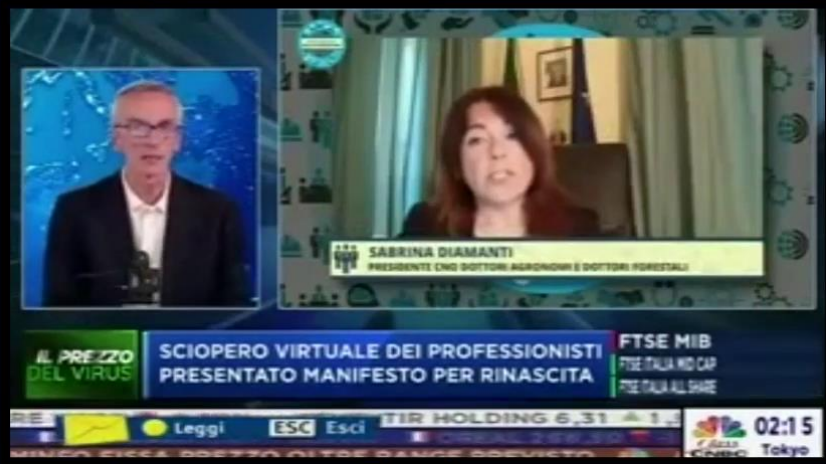 SABRINA DIAMANTI
PRESIDENTE CNO DOTTORI AGRONOMI E DOTTORI FORESTALI
IL PREZZO
DEL VIRUS
SCIOPERO VIRTUALE DEI PROFESSIONISTI
PRESENTATO MANIFESTO PER RINASCITA
FTSE MIB
FTSE ITALIA MID CAP
FTSE ITALIA ALL SHARE
TIR HOLDING 6,31
Leggi
ESC Esci
Class
CNBC
02:15
Tokyo